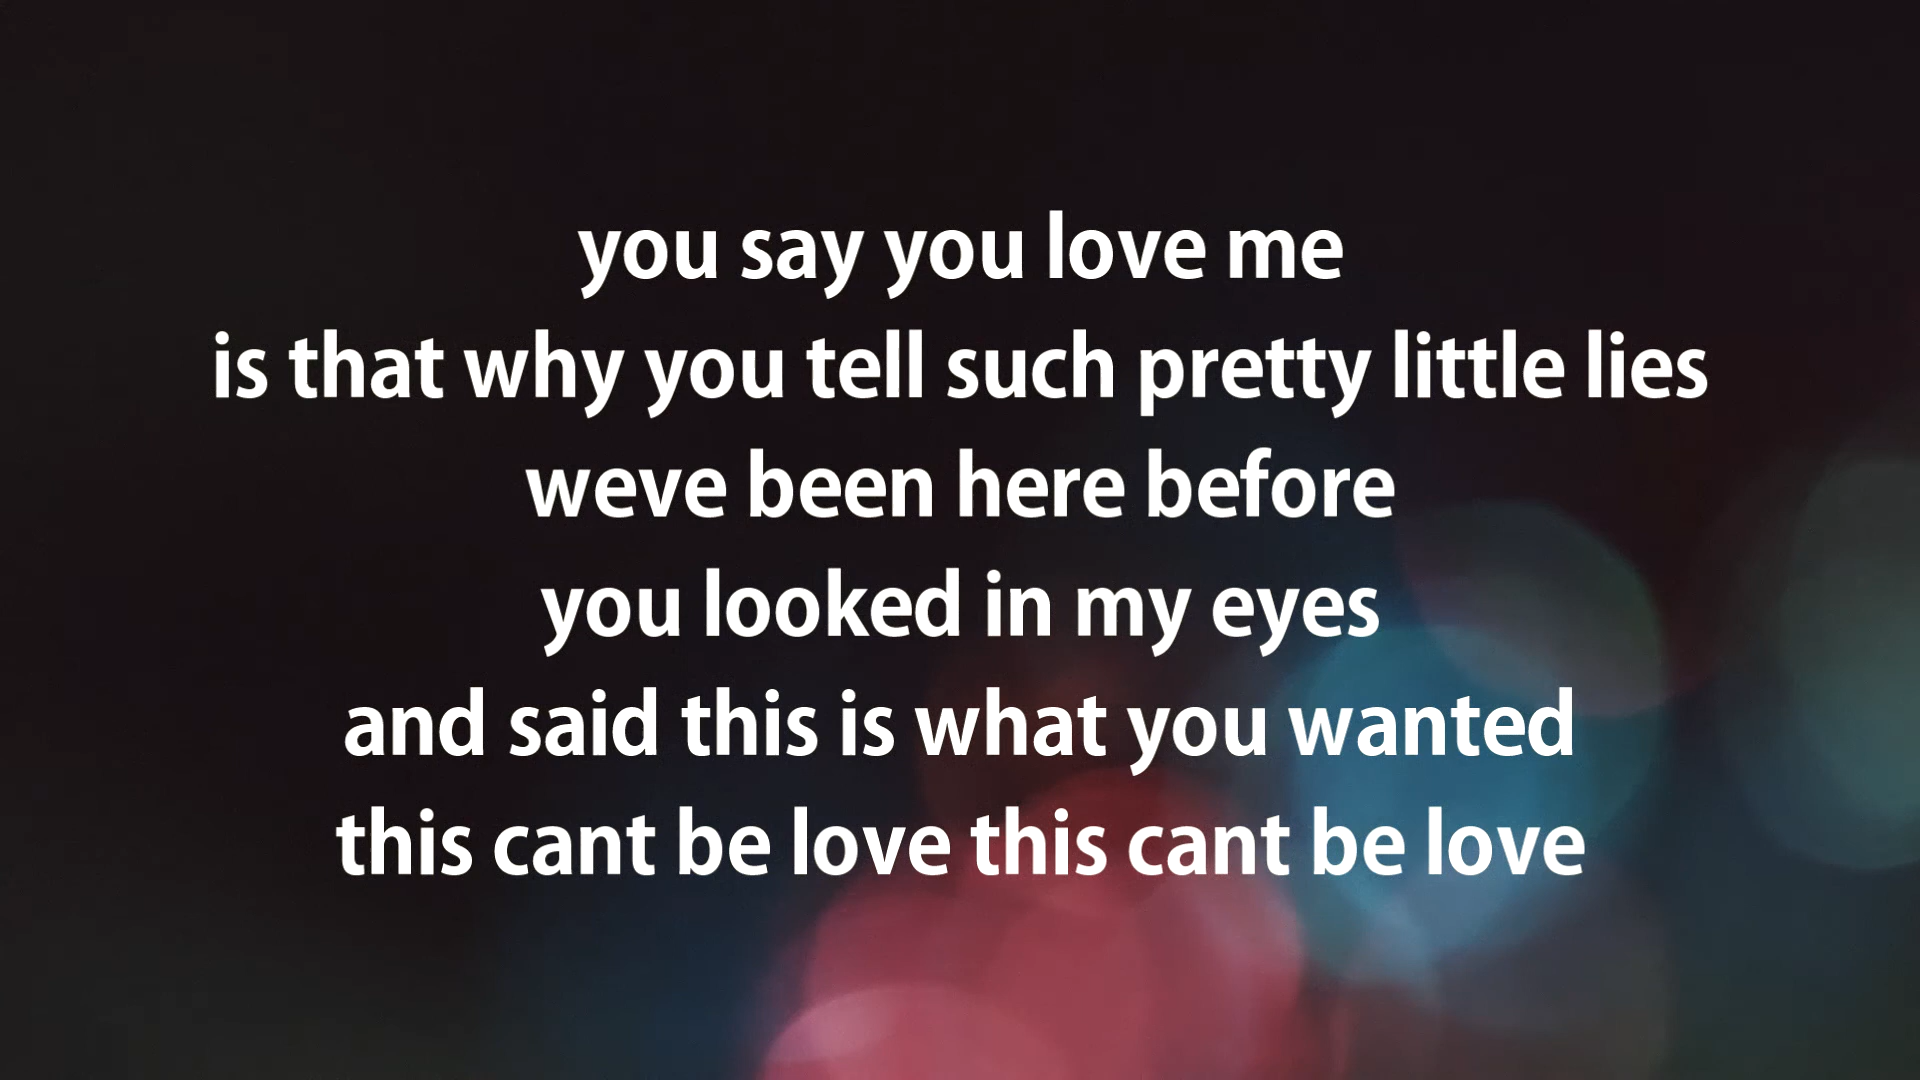 you say you love me
is that why you tell such pretty little lies
weve been here before
you looked in my eyes
and said this is what you wanted
this cant be love this cant be love